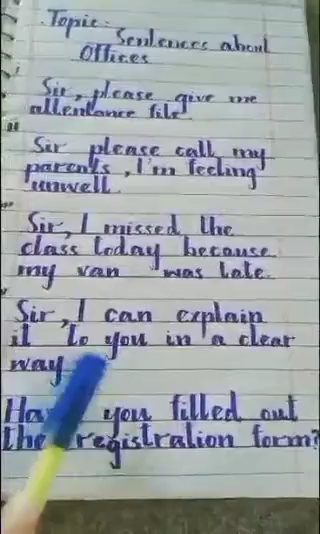 Topic.
Sentences about
Offices
i
Sir, please give me
attentance file
ii
Sir please call my
parents, I'm feeling
unwell.
Sir, I missed the
class today because
my van was late.
Sir, I can explain
it to you in a clear
way
you filled out
the registration form?